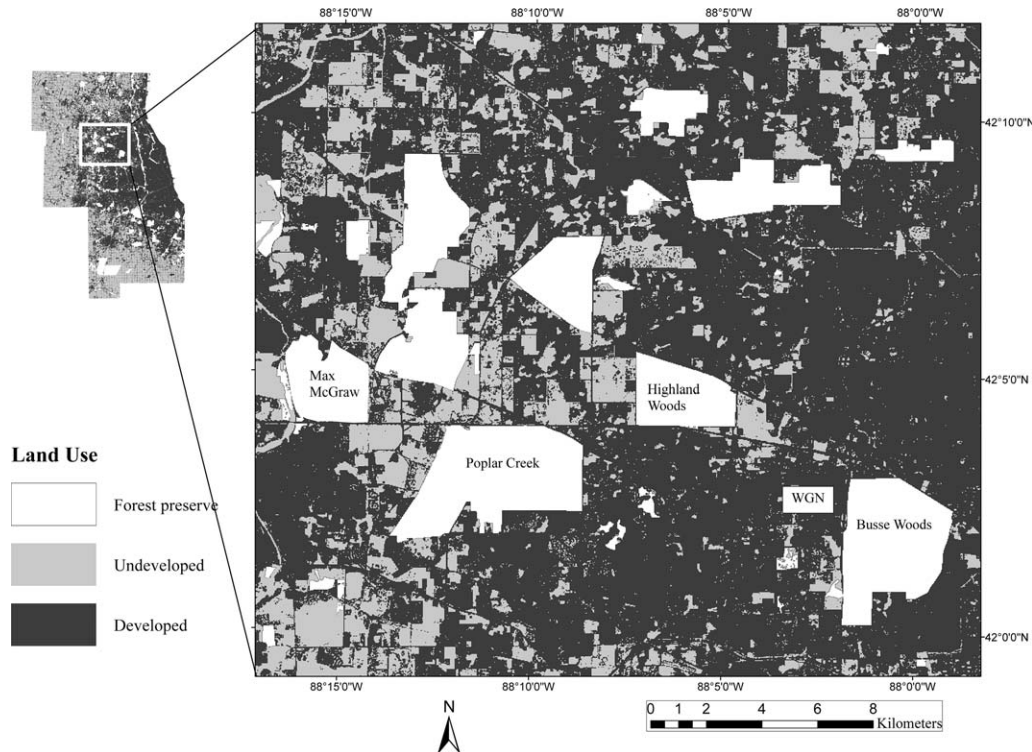 88°15'0"W 88°10'0"W 88°5'0"W 88°0'0"W
42°10'0"N
42°5'0"N
Max
McGraw
Highland
Woods
Land Use
Poplar Creek
WGN
Forest preserve
Busse Woods
Undeveloped
Developed
42°0'0"N
88°15'0"W 88°10'0"W 88°5'0"W 88°0'0"W
N
0 1 2 4 6 8
Kilometers